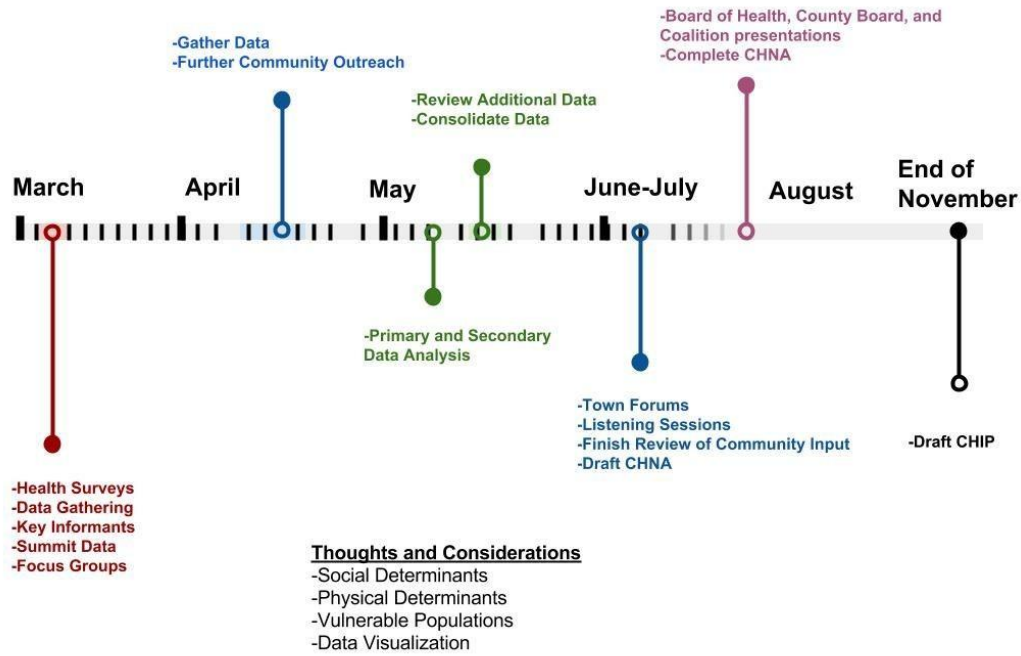 -Board of Health, County Board, and
Coalition presentations
-Complete CHNA
-Gather Data
-Further Community Outreach
-Review Additional Data
-Consolidate Data
March
April
May
June-July
August
End of
November
-Primary and Secondary
Data Analysis
-Town Forums
-Listening Sessions
-Finish Review of Community Input
-Draft CHNA
-Draft CHIP
-Health Surveys
-Data Gathering
-Key Informants
-Summit Data
-Focus Groups
Thoughts and Considerations
-Social Determinants
-Physical Determinants
-Vulnerable Populations
-Data Visualization